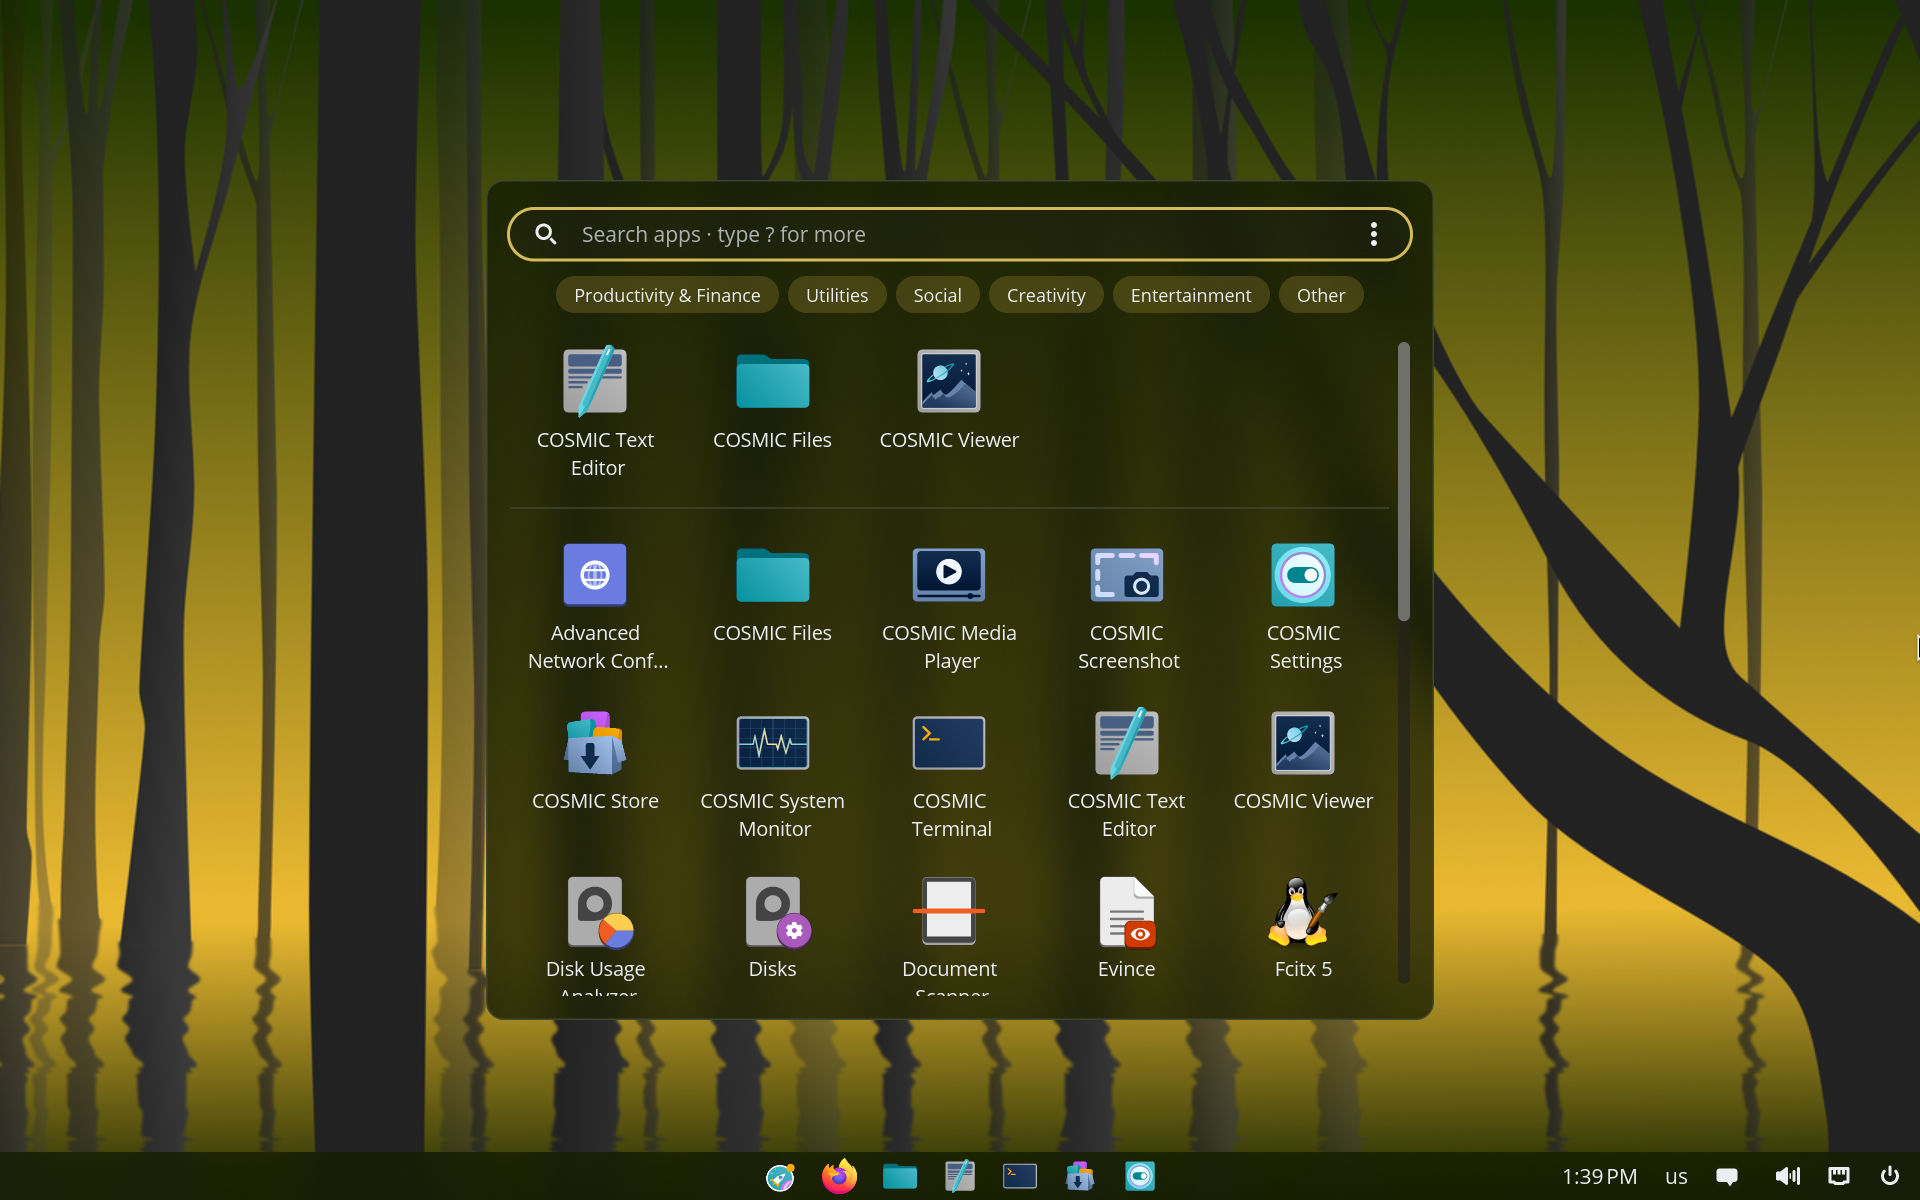 Search apps · type ? for more
Productivity & Finance
Utilities
Social
Creativity
Entertainment
Other
COSMIC Text
Editor
COSMIC Files
COSMIC Viewer
Advanced
Network Conf...
COSMIC Files
COSMIC Media
Player
COSMIC
Screenshot
COSMIC
Settings
COSMIC Store
COSMIC System
Monitor
COSMIC
Terminal
COSMIC Text
Editor
COSMIC Viewer
Disk Usage
Analyzer
Disks
Document
Scanner
Evince
Fcitx 5
1:39 PM
us